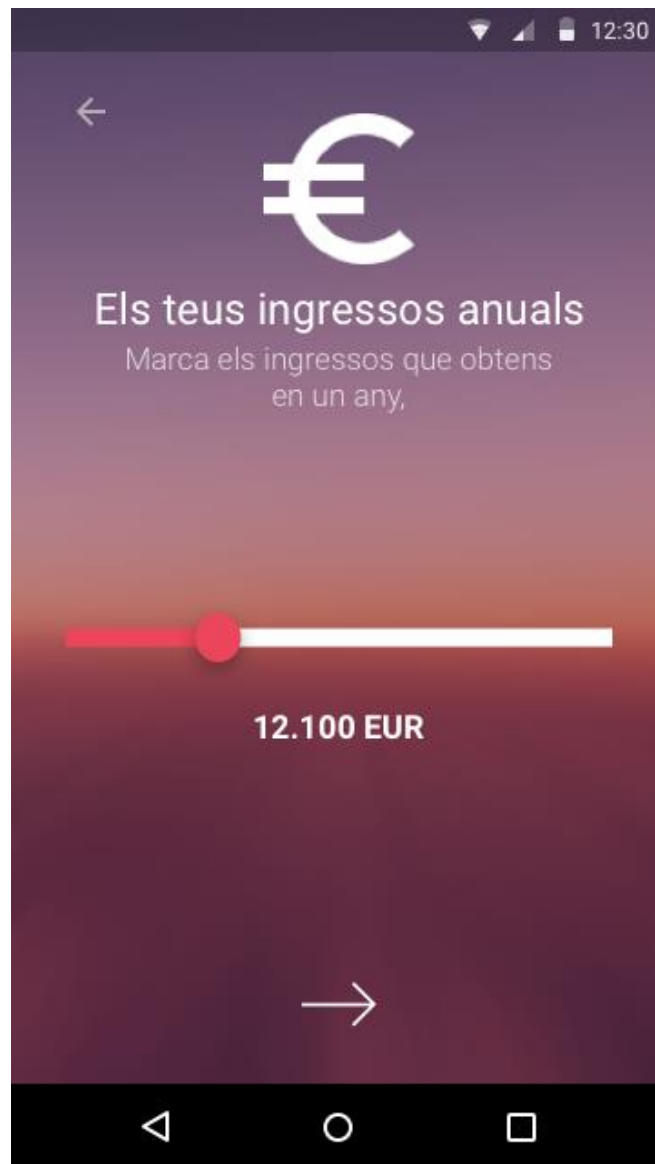 12:30
€
Els teus ingressos anuals
Marca els ingressos que obtens
en un any,
12.100 EUR